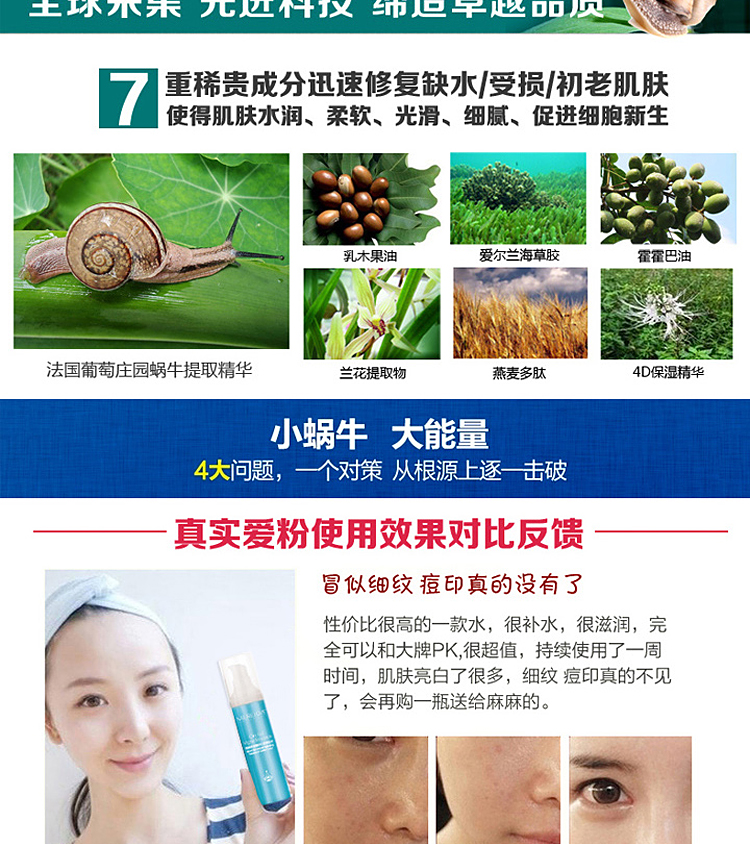 全球采集 先进科技 缔造卓越品质
7
重稀贵成分迅速修复缺水/受损/初老肌肤
使得肌肤水润、柔软、光滑、细腻、促进细胞新生
乳木果油
爱尔兰海草胶
霍霍巴油
法国葡萄庄园蜗牛提取精华
兰花提取物
燕麦多肽
4D保湿精华
小蜗牛 大能量
4大问题，一个对策 从根源上逐一击破
真实爱粉使用效果对比反馈
冒似细纹 痘印真的没有了
性价比很高的一款水，很补水，很滋润，完
全可以和大牌PK,很超值，持续使用了一周
时间，肌肤亮白了很多，细纹 痘印真的不见
了，会再购一瓶送给麻麻的。